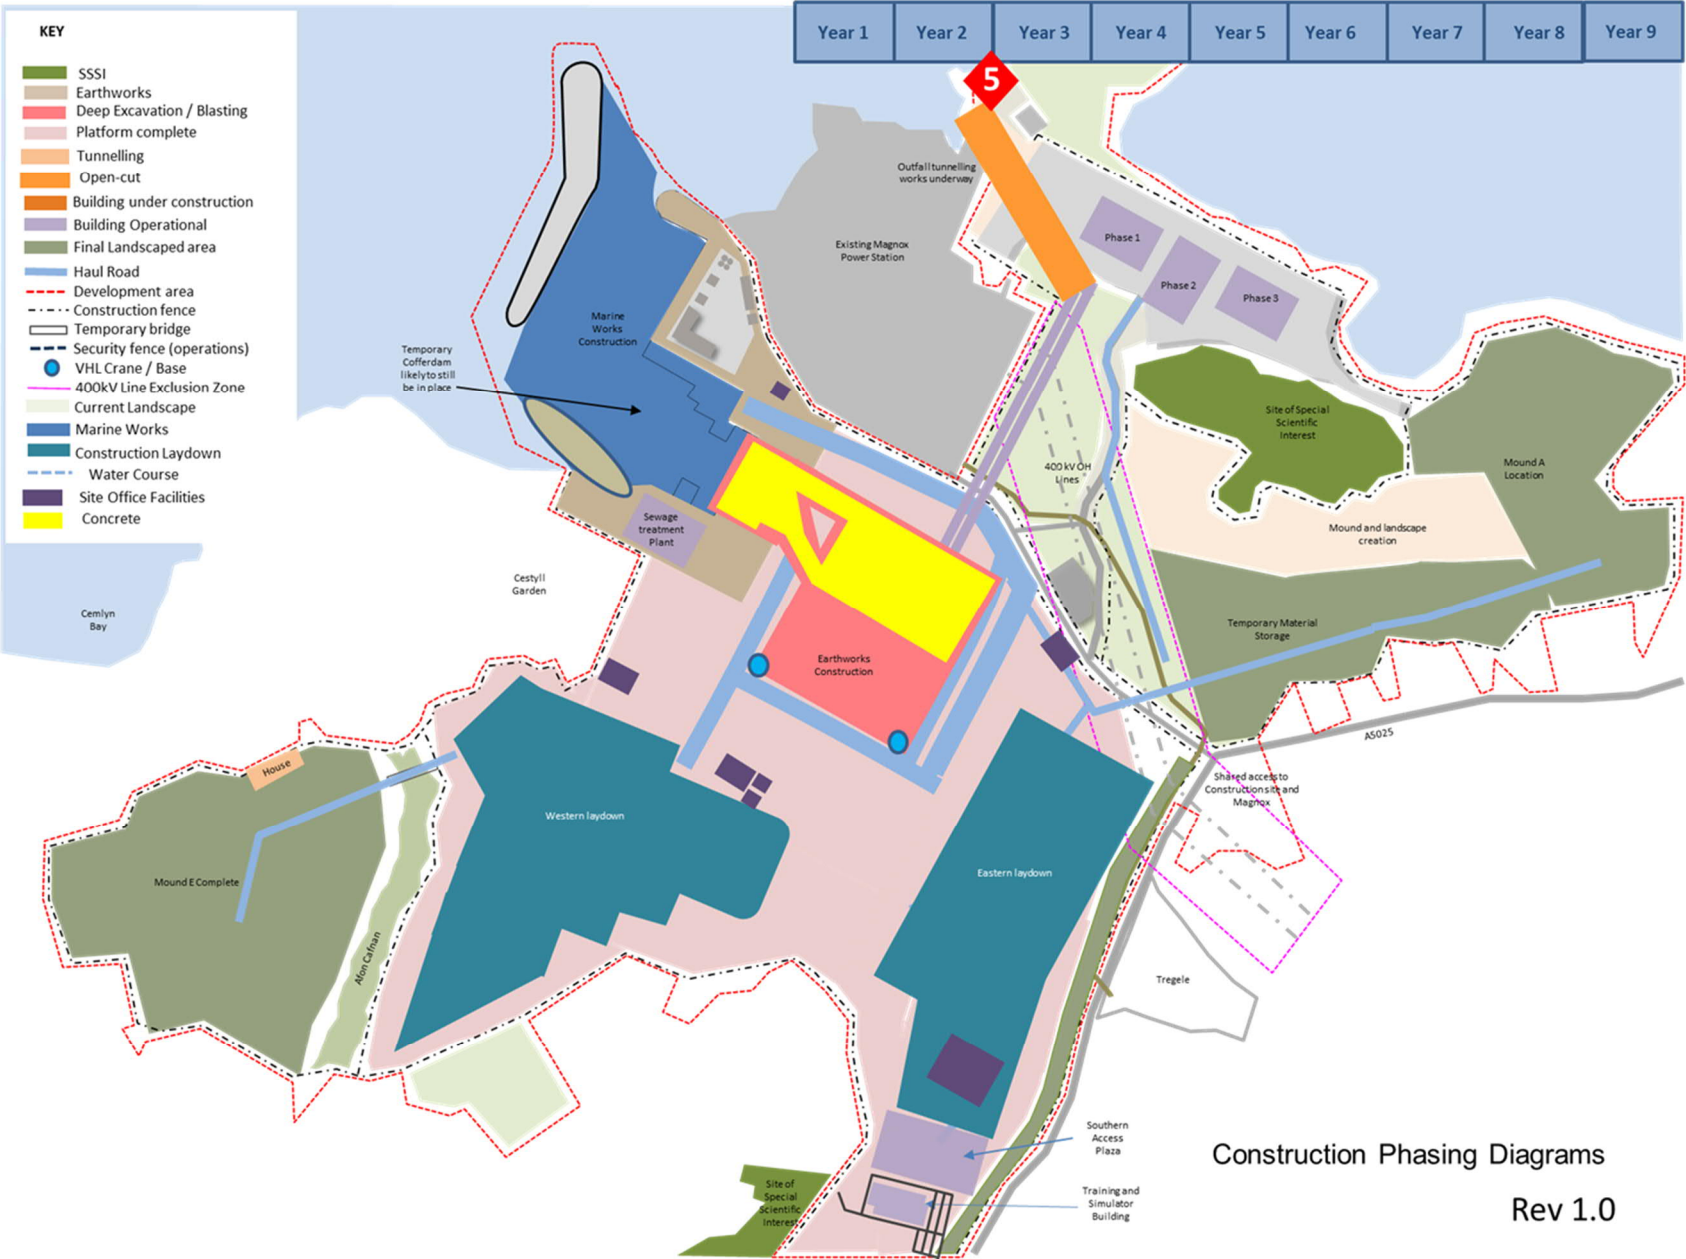 KEY
SSSI
Earthworks
Deep Excavation / Blasting
Platform complete
Tunnelling
Open-cut
Building under construction
Building Operational
Final Landscaped area
Haul Road
Development area
Construction fence
Temporary bridge
Security fence (operations)
VHL Crane / Base
400kV Line Exclusion Zone
Current Landscape
Marine Works
Construction Laydown
Water Course
Site Office Facilities
Concrete
Year 1
Year 2
Year 3
Year 4
Year 5
Year 6
Year 7
Year 8
Year 9
5
Outfall tunnelling
works underway
Existing Magnox
Power Station
Phase 1
Phase 2
Phase 3
Marine
Works
Construction
Temporary
Cofferdam
likely to still
be in place
Site of Special
Scientific
Interest
400 kV OH
Lines
Mound A
Location
Mound and landscape
creation
Sewage
treatment
Plant
Cestyll
Garden
Cemlyn
Bay
Temporary Material
Storage
Earthworks
Construction
A5025
House
Shared access to
Construction site and
Magnox
Western laydown
Eastern laydown
Mound E Complete
Afon Cafnan
Tregele
Southern
Access
Plaza
Training and
Simulator
Building
Site of
Special
Scientific
Interest
Construction Phasing Diagrams
Rev 1.0